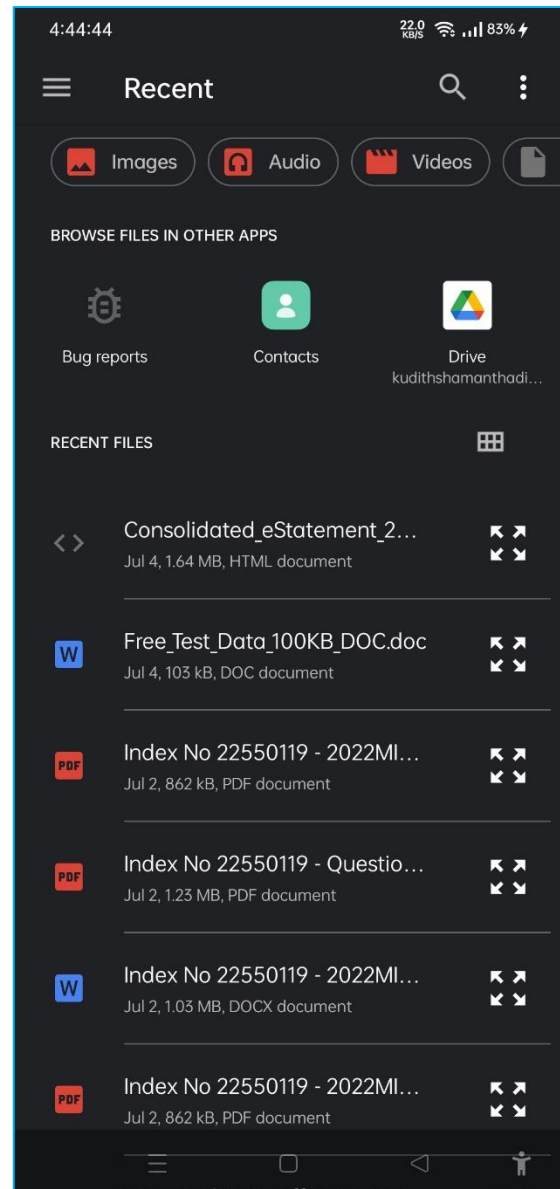 4:44:44 22.0 KB/S 83%
Recent
Images Audio Videos
BROWSE FILES IN OTHER APPS
Bug reports Contacts Drive
kudithshamanthadi...
RECENT FILES
Consolidated_eStatement_2...
Jul 4, 1.64 MB, HTML document
W Free_Test_Data_100KB_DOC.doc
Jul 4, 103 kB, DOC document
PDF Index No 22550119 - 2022MI...
Jul 2, 862 kB, PDF document
PDF Index No 22550119 - Questio...
Jul 2, 1.23 MB, PDF document
W Index No 22550119 - 2022MI...
Jul 2, 1.03 MB, DOCX document
PDF Index No 22550119 - 2022MI...
Jul 2, 862 kB, PDF document